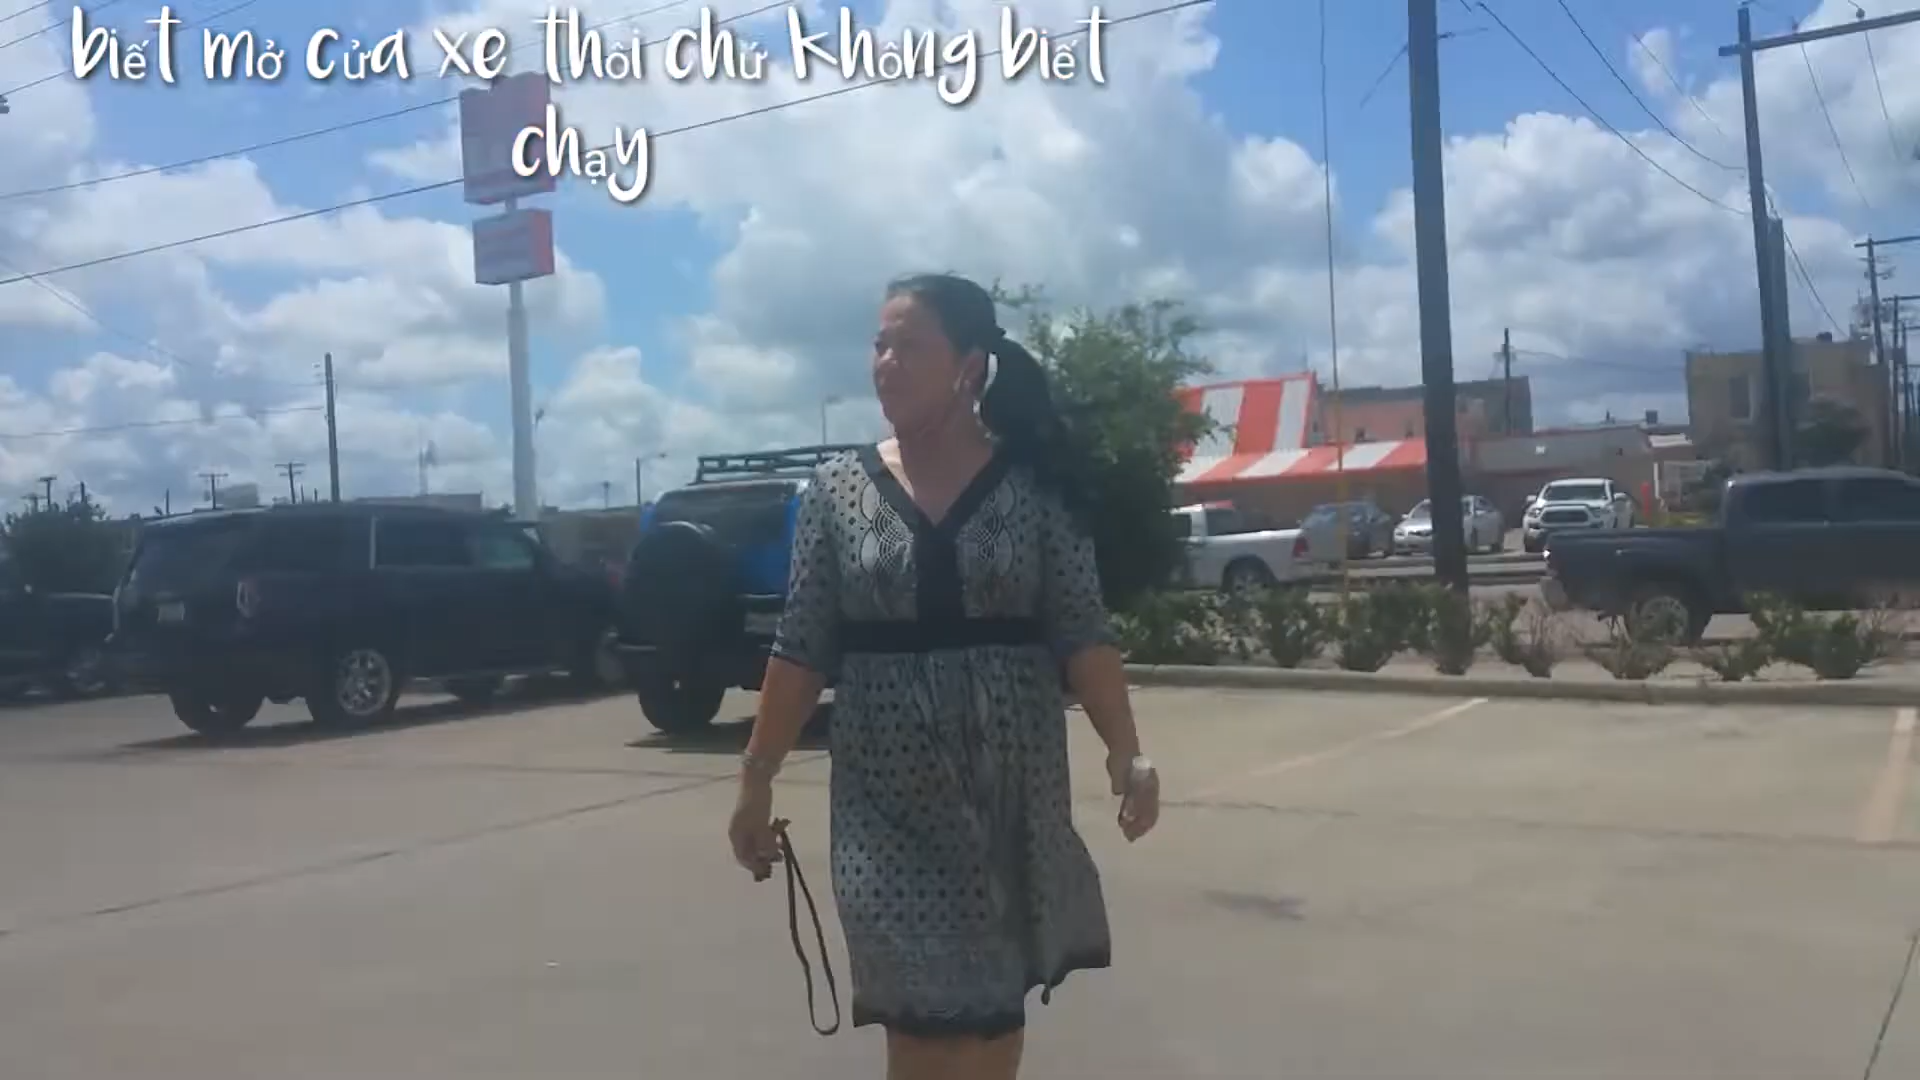 biết mở cửa xe thôi chứ không biết
chạy